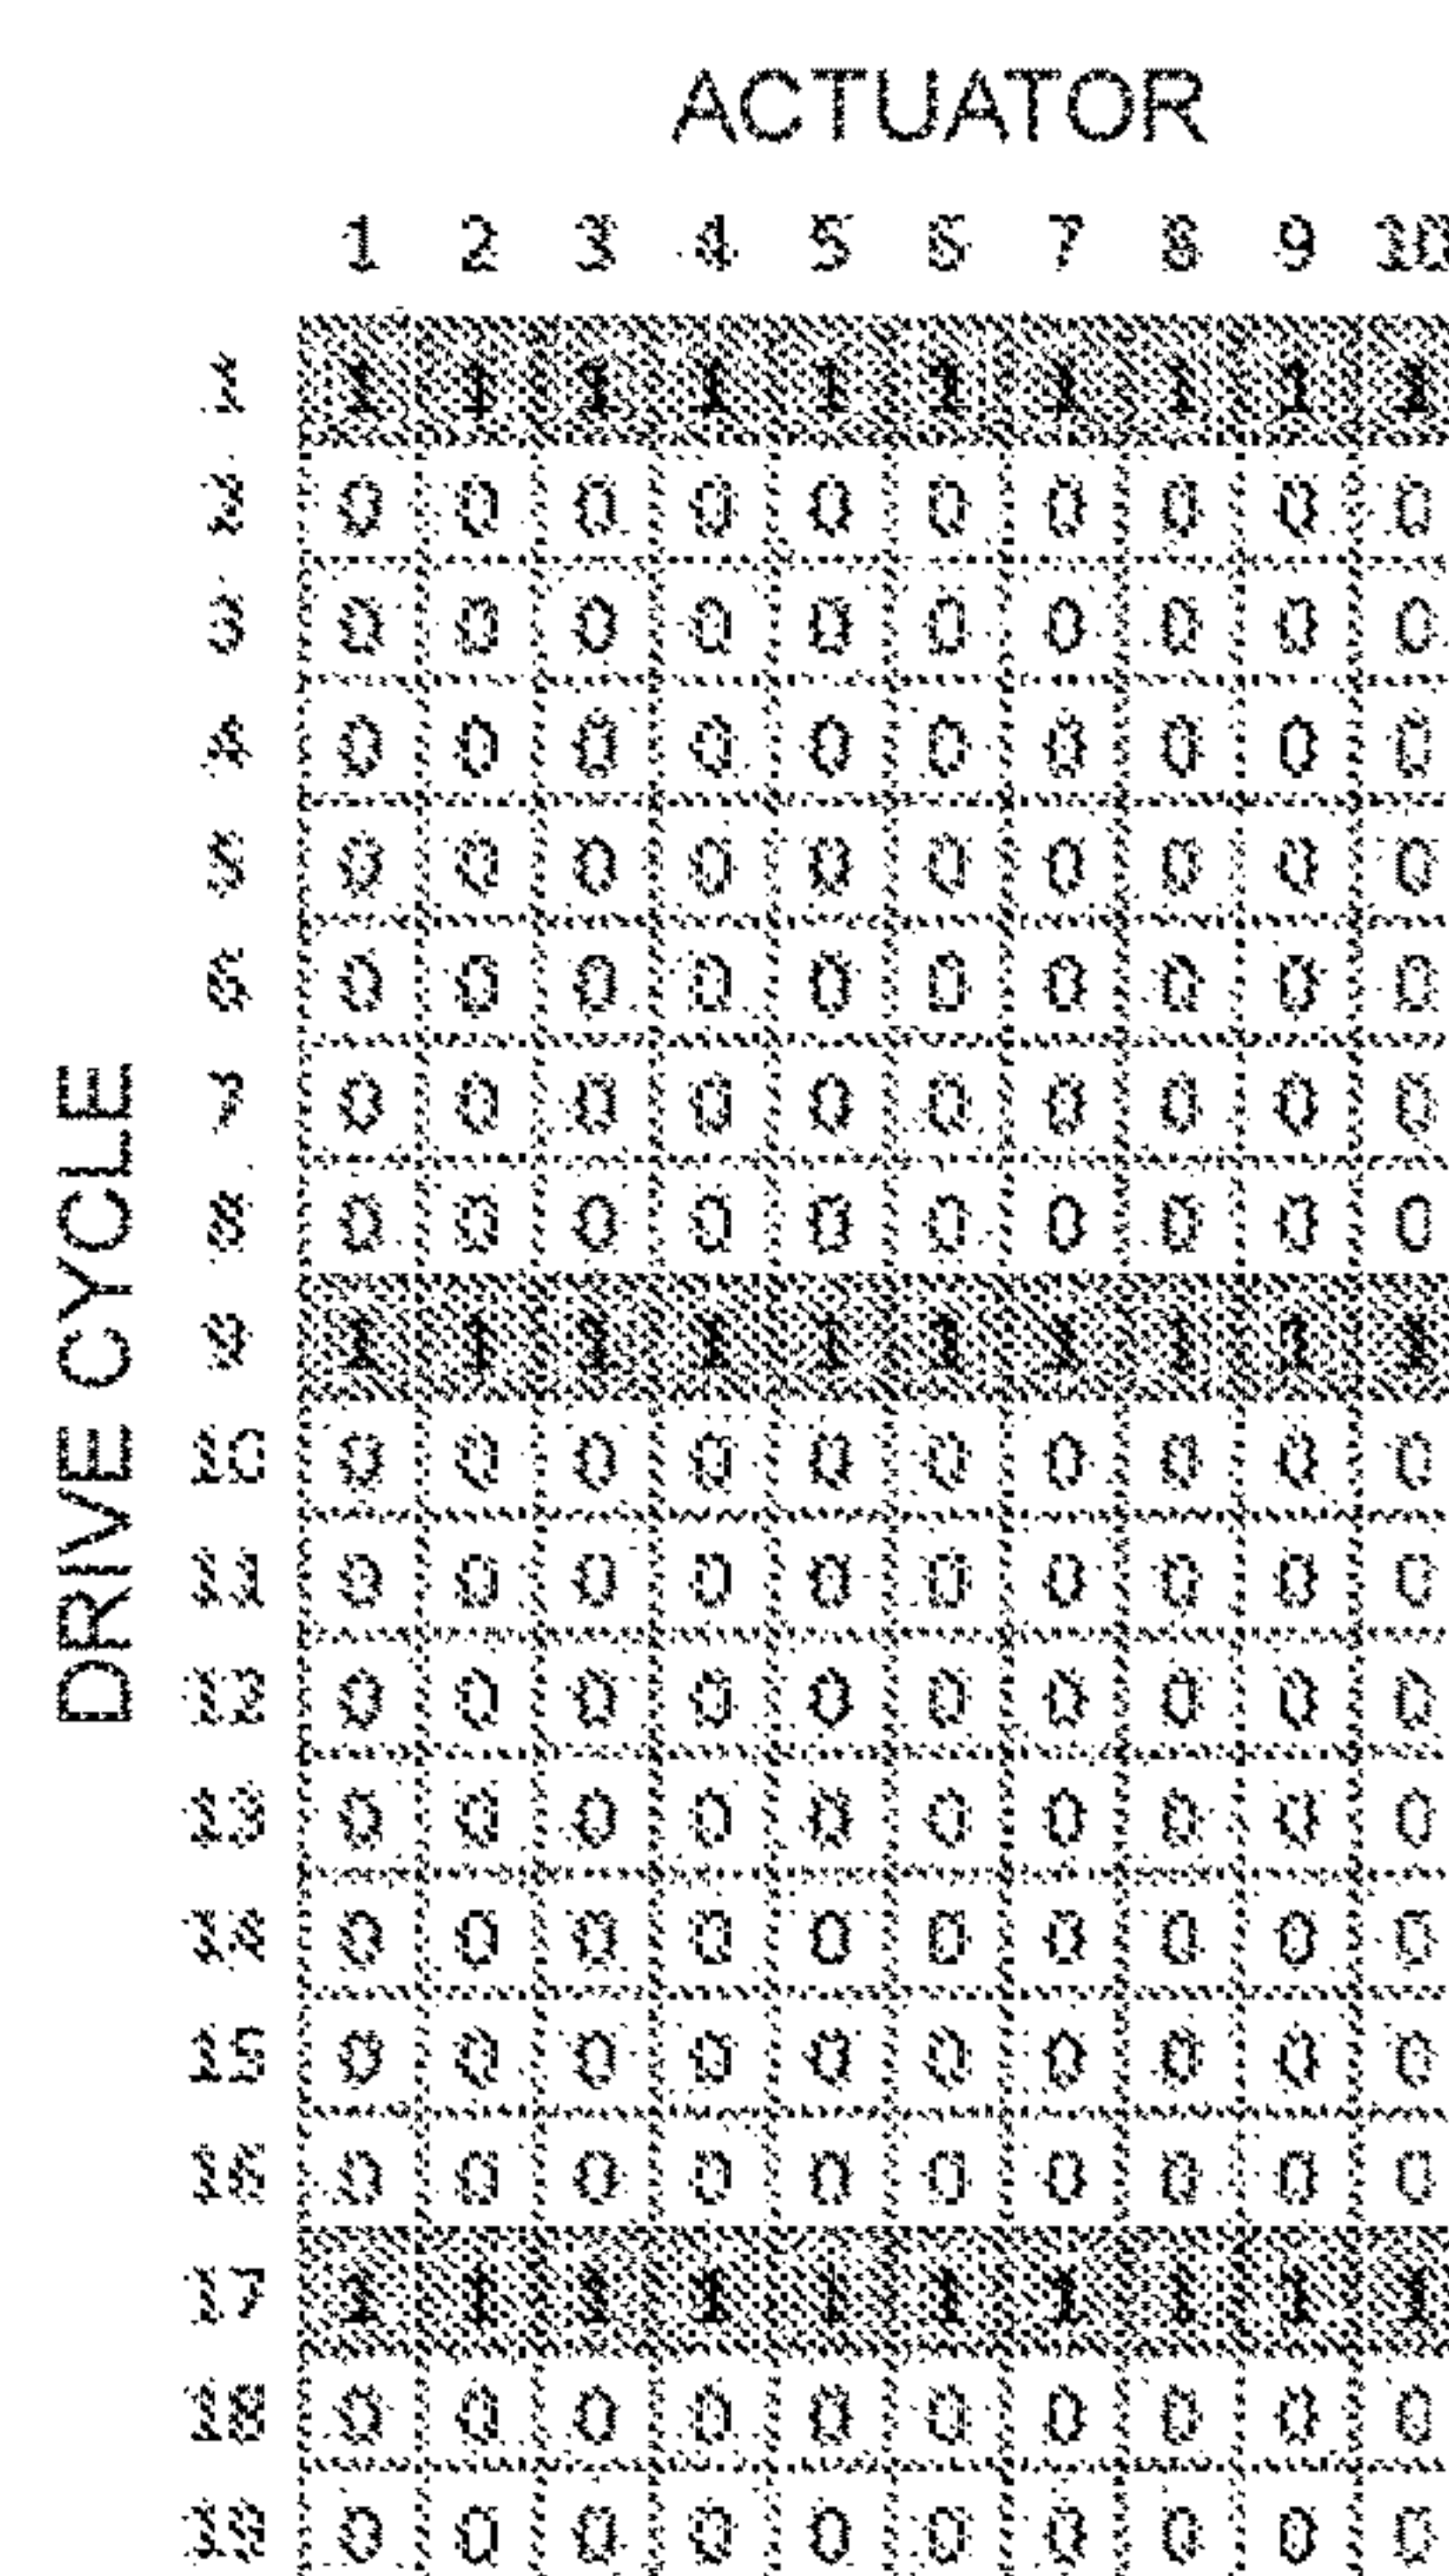 ACTUATOR
1 2 3 4 5 6 7 8 9 10
DRIVE CYCLE
1 1 1 1 1 1 1 1 1 1 1
2 0 0 0 0 0 0 0 0 0 0
3 0 0 0 0 0 0 0 0 0 0
4 0 0 0 0 0 0 0 0 0 0
5 0 0 0 0 0 0 0 0 0 0
6 0 0 0 0 0 0 0 0 0 0
7 0 0 0 0 0 0 0 0 0 0
8 0 0 0 0 0 0 0 0 0 0
9 1 1 1 1 1 1 1 1 1 1
10 0 0 0 0 0 0 0 0 0 0
11 0 0 0 0 0 0 0 0 0 0
12 0 0 0 0 0 0 0 0 0 0
13 0 0 0 0 0 0 0 0 0 0
14 0 0 0 0 0 0 0 0 0 0
15 0 0 0 0 0 0 0 0 0 0
16 0 0 0 0 0 0 0 0 0 0
17 1 1 1 1 1 1 1 1 1 1
18 0 0 0 0 0 0 0 0 0 0
19 0 0 0 0 0 0 0 0 0 0